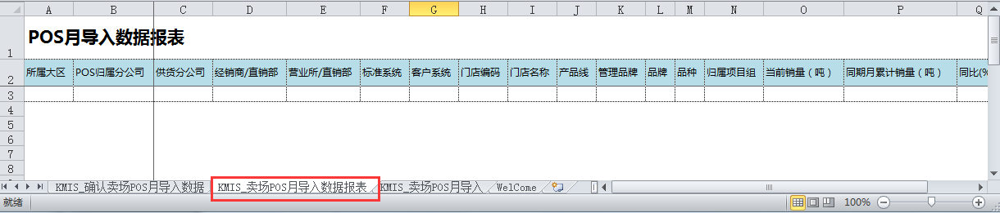 A B C D E F G H I J K L M N O P Q
1 POS月导入数据报表
2 所属大区 POS归属分公司 供货分公司 经销商/直销部 营业所/直销部 标准系统 客户系统 门店编码 门店名称 产品线 管理品牌 品牌 品种 归属项目组 当前销量（吨） 同期月累计销量（吨） 同比(%
3
4
5
6
7
8
KMIS_确认卖场POS月导入数据 KMIS_卖场POS月导入数据报表 KMIS_卖场POS月导入 WelCome
就绪 100%